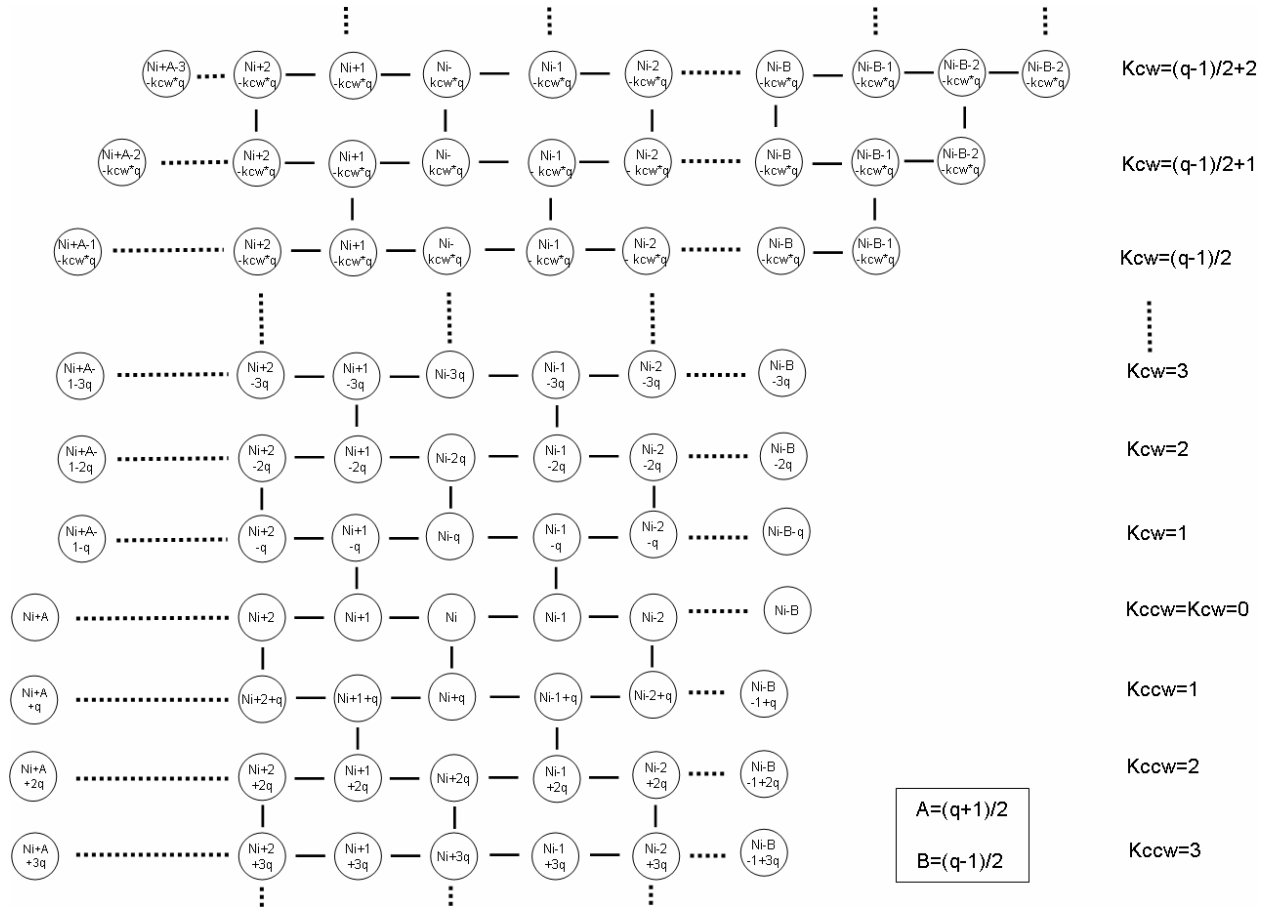 Ni+A-3
-kcw*q
Ni+2
-kcw*q
Ni+1
-kcw*q
Ni-
kcw*q
Ni-1
-kcw*q
Ni-2
-kcw*q
Ni-B
-kcw*q
Ni-B-1
-kcw*q
Ni-B-2
-kcw*q
Ni-B-2
-kcw*q
Kcw=(q-1)/2+2
Ni+A-2
-kcw*q
Ni+2
-kcw*q
Ni+1
-kcw*q
Ni-
kcw*q
Ni-1
- kcw*q
Ni-2
- kcw*q
Ni-B
-kcw*q
Ni-B-1
-kcw*q
Ni-B-2
-kcw*q
Kcw=(q-1)/2+1
Ni+A-1
-kcw*q
Ni+2
-kcw*q
Ni+1
-kcw*q
Ni-
kcw*q
Ni-1
- kcw*q
Ni-2
- kcw*q
Ni-B
-kcw*q
Ni-B-1
-kcw*q
Kcw=(q-1)/2
Ni+A-
1-3q
Ni+2
-3q
Ni+1
-3q
Ni-3q
Ni-1
-3q
Ni-2
-3q
Ni-B
-3q
Kcw=3
Ni+A-
1-2q
Ni+2
-2q
Ni+1
-2q
Ni-2q
Ni-1
-2q
Ni-2
-2q
Ni-B
-2q
Kcw=2
Ni+A-
1-q
Ni+2
-q
Ni+1
-q
Ni-q
Ni-1
-q
Ni-2
-q
Ni-B-q
Kcw=1
Ni+A
Ni+2
Ni+1
Ni
Ni-1
Ni-2
Ni-B
Kccw=Kcw=0
Ni+A
+q
Ni+2+q
Ni+1+q
Ni+q
Ni-1+q
Ni-2+q
Ni-B
-1+q
Kccw=1
Ni+A
+2q
Ni+2
+2q
Ni+1
+2q
Ni+2q
Ni-1
+2q
Ni-2
+2q
Ni-B
-1+2q
Kccw=2
Ni+A
+3q
Ni+2
+3q
Ni+1
+3q
Ni+3q
Ni-1
+3q
Ni-2
+3q
Ni-B
-1+3q
Kccw=3
A=(q+1)/2
B=(q-1)/2